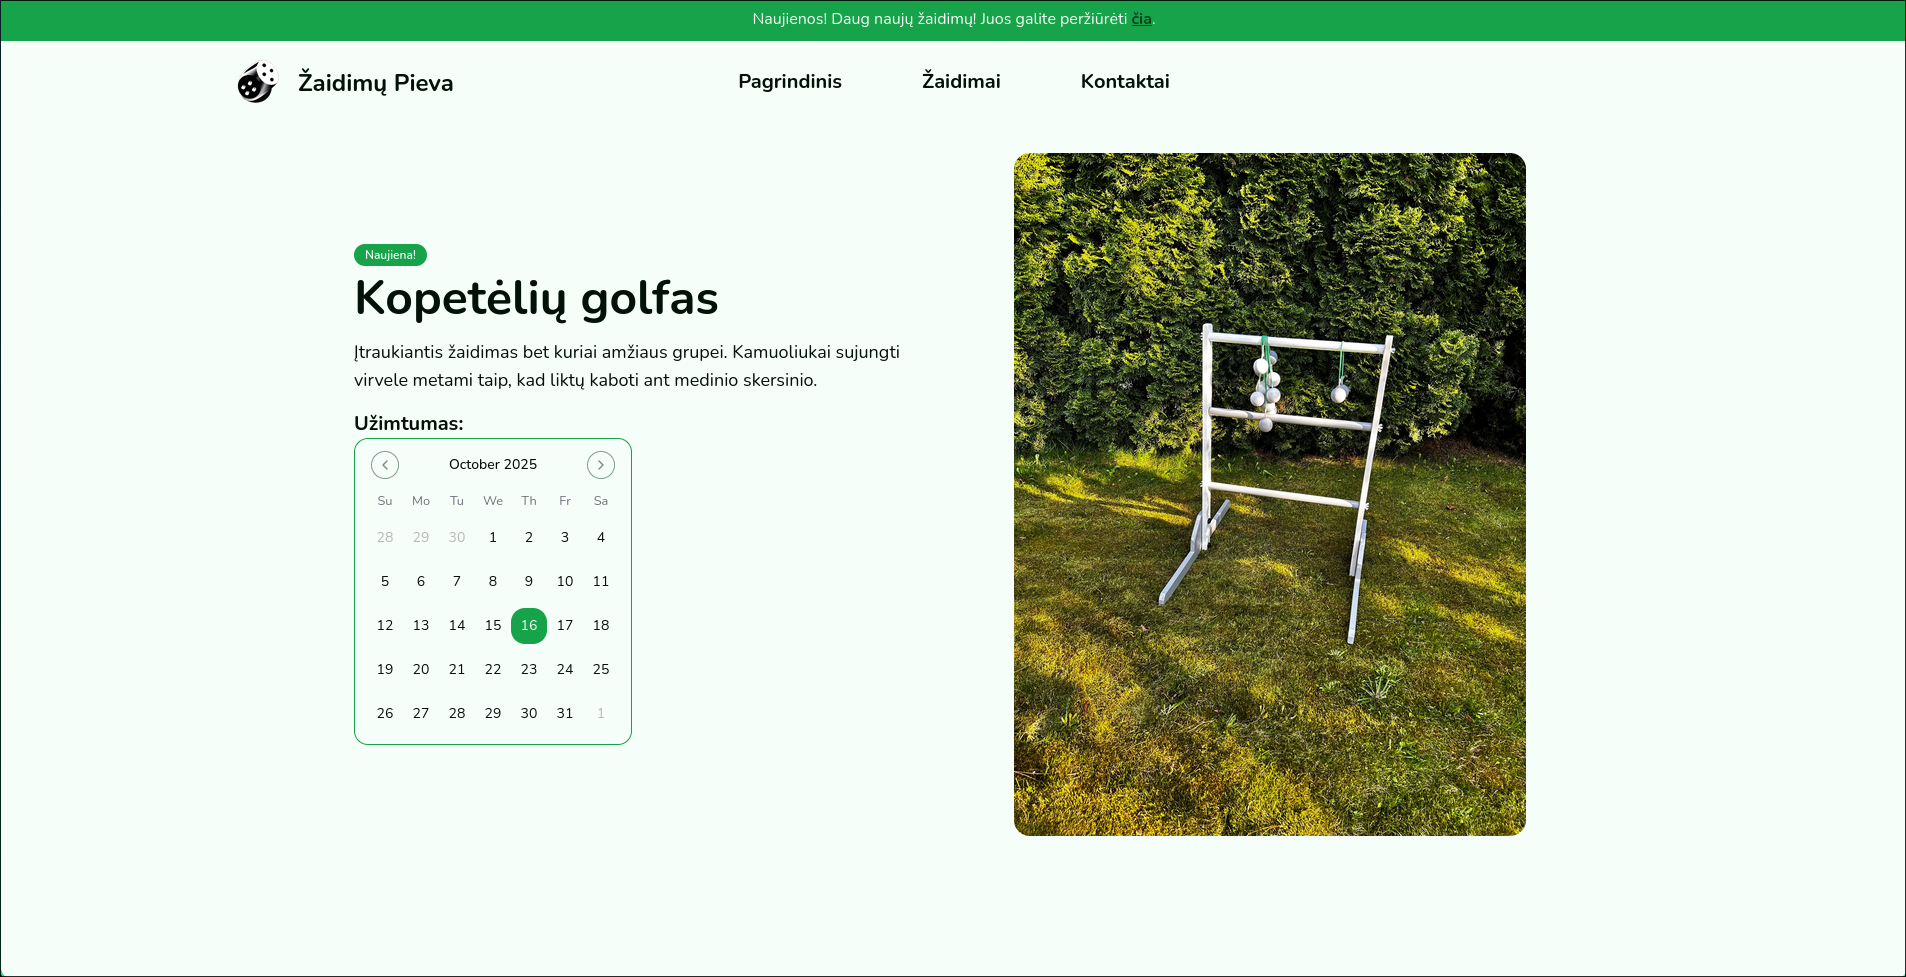 Naujienos! Daug naujų žaidimų! Juos galite peržiūrėti čia.
Žaidimų Pieva
Pagrindinis Žaidimai Kontaktai
Naujiena!
Kopetėlių golfas
Įtraukiantis žaidimas bet kuriai amžiaus grupei. Kamuoliukai sujungti
virvele metami taip, kad liktų kaboti ant medinio skersinio.
Užimtumas:
October 2025
Su Mo Tu We Th Fr Sa
28 29 30 1 2 3 4
5 6 7 8 9 10 11
12 13 14 15 16 17 18
19 20 21 22 23 24 25
26 27 28 29 30 31 1